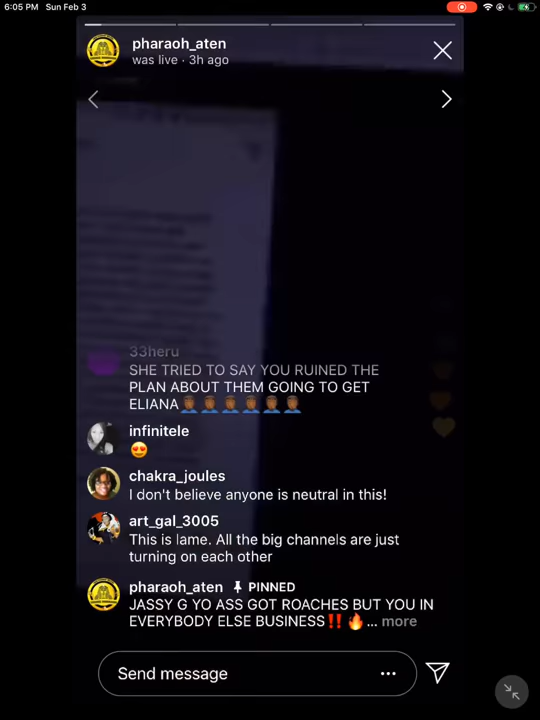 6:05 PM Sun Feb 3
pharaoh_aten
was live · 3h ago
33heru
SHE TRIED TO SAY YOU RUINED THE
PLAN ABOUT THEM GOING TO GET
ELIANA🤦🏾‍♂️🤦🏾‍♂️🤦🏾‍♂️🤦🏾‍♂️🤦🏾‍♂️🤦🏾‍♂️
infinitele
😍
chakra_joules
I don't believe anyone is neutral in this!
art_gal_3005
This is lame. All the big channels are just
turning on each other
pharaoh_aten PINNED
JASSY G YO ASS GOT ROACHES BUT YOU IN
EVERYBODY ELSE BUSINESS‼️🔥... more
Send message